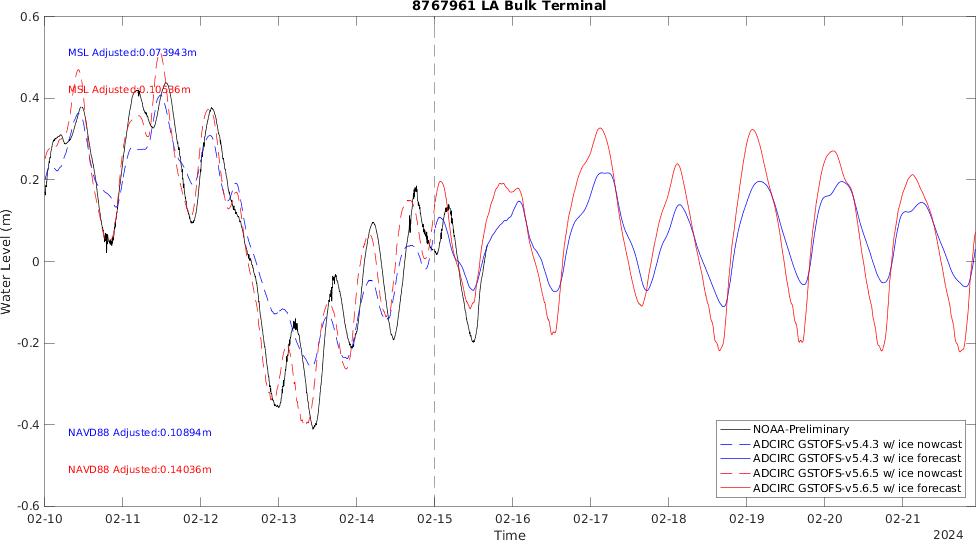 8767961 LA Bulk Terminal
0.6
MSL Adjusted:0.073943m
MSL Adjusted:0.10536m
0.4
0.2
0
-0.2
-0.4
-0.6
Water Level (m)
NAVD88 Adjusted:0.10894m
NAVD88 Adjusted:0.14036m
NOAA-Preliminary
ADCIRC GSTOFS-v5.4.3 w/ ice nowcast
ADCIRC GSTOFS-v5.4.3 w/ ice forecast
ADCIRC GSTOFS-v5.6.5 w/ ice nowcast
ADCIRC GSTOFS-v5.6.5 w/ ice forecast
02-10 02-11 02-12 02-13 02-14 02-15 02-16 02-17 02-18 02-19 02-20 02-21
Time
2024